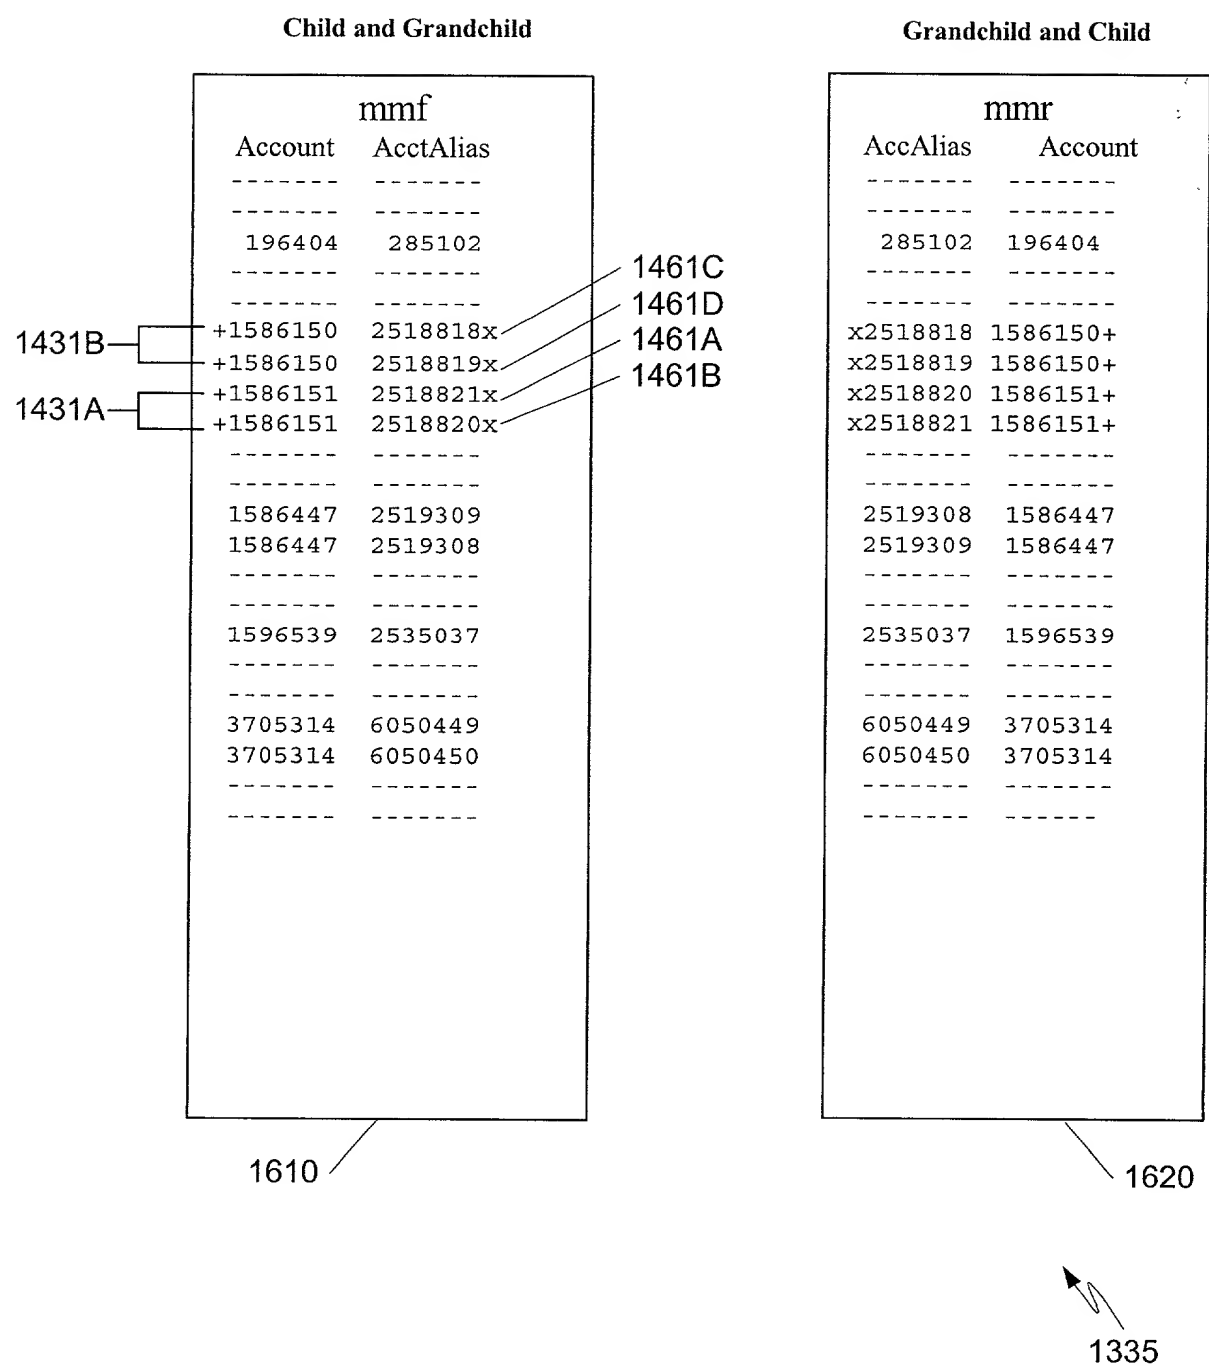 Child and Grandchild
Grandchild and Child
mmf
Account AcctAlias
------- -------
------- -------
196404 285102
------- -------
------- -------
+1586150 2518818x
+1586150 2518819x
+1586151 2518821x
+1586151 2518820x
------- -------
------- -------
1586447 2519309
1586447 2519308
------- -------
------- -------
1596539 2535037
------- -------
------- -------
3705314 6050449
3705314 6050450
------- -------
------- -------
1431B
1431A
1461C
1461D
1461A
1461B
1610
mmr
AccAlias Account
------- -------
------- -------
285102 196404
------- -------
------- -------
x2518818 1586150+
x2518819 1586150+
x2518820 1586151+
x2518821 1586151+
------- -------
------- -------
2519308 1586447
2519309 1586447
------- -------
------- -------
2535037 1596539
------- -------
------- -------
6050449 3705314
6050450 3705314
------- -------
------- ------
1620
1335